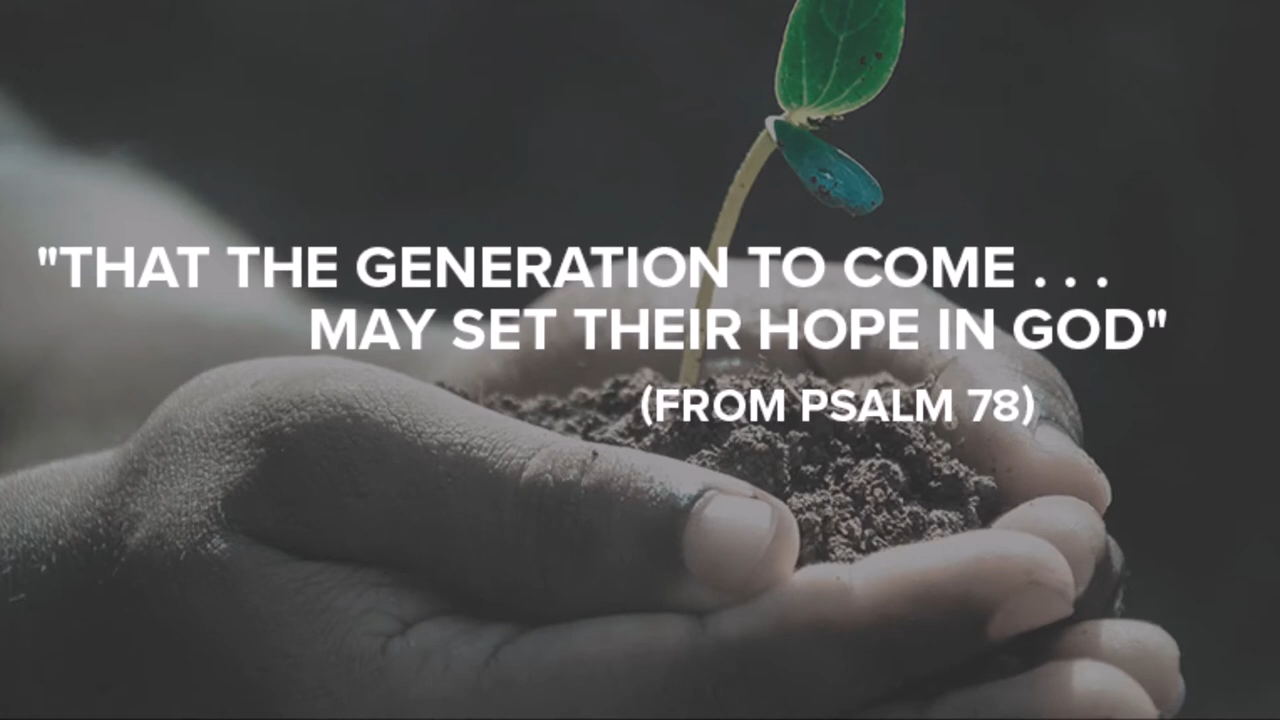 "THAT THE GENERATION TO COME . . .
MAY SET THEIR HOPE IN GOD"
(FROM PSALM 78)